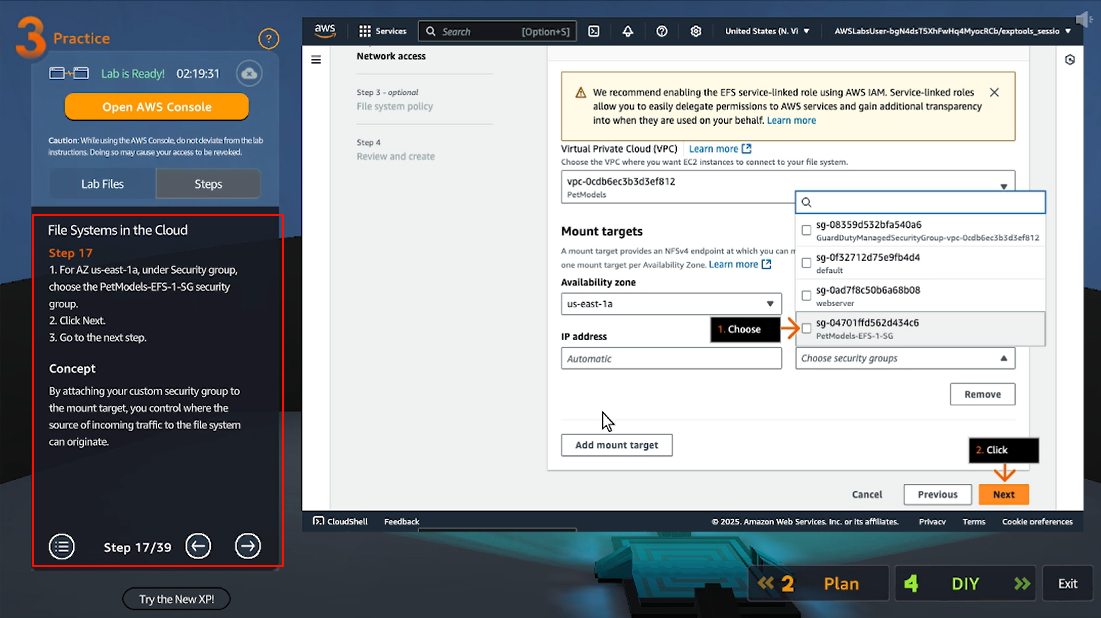 3 Practice
?
Lab is Ready! 02:19:31
Open AWS Console
Caution: While using the AWS Console, do not deviate from the lab
instructions. Doing so may cause your access to be revoked.
Lab Files
Steps
File Systems in the Cloud
Step 17
1. For AZ us-east-1a, under Security group,
choose the PetModels-EFS-1-SG security
group.
2. Click Next.
3. Go to the next step.
Concept
By attaching your custom security group to
the mount target, you control where the
source of incoming traffic to the file system
can originate.
Step 17/39
Try the New XP!
aws
Services
Search
[Option+S]
United States (N. Vi
AWSLabsUser-bgN4dsT5XhFwHq4MyocRCb/exptools_sessio
Network access
Step 3 - optional
File system policy
Step 4
Review and create
We recommend enabling the EFS service-linked role using AWS IAM. Service-linked roles
allow you to easily delegate permissions to AWS services and gain additional transparency
into when they are used on your behalf. Learn more
Virtual Private Cloud (VPC) Learn more
Choose the VPC where you want EC2 instances to connect to your file system.
vpc-0cdb6ec3b3d3ef812
PetModels
Mount targets
A mount target provides an NFSv4 endpoint at which you can m
one mount target per Availability Zone. Learn more
Availability zone
us-east-1a
IP address
Automatic
sg-08359d532bfa540a6
GuardDutyManagedSecurityGroup-vpc-0cdb6ec3b3d3ef812
sg-0f32712d75e9fb4d4
default
sg-0ad7f8c50b6a68b08
webserver
sg-04701ffd562d434c6
PetModels-EFS-1-SG
1. Choose
Choose security groups
Remove
Add mount target
2. Click
Cancel
Previous
Next
CloudShell
Feedback
© 2025, Amazon Web Services, Inc. or its affiliates.
Privacy
Terms
Cookie preferences
2 Plan
4 DIY
Exit